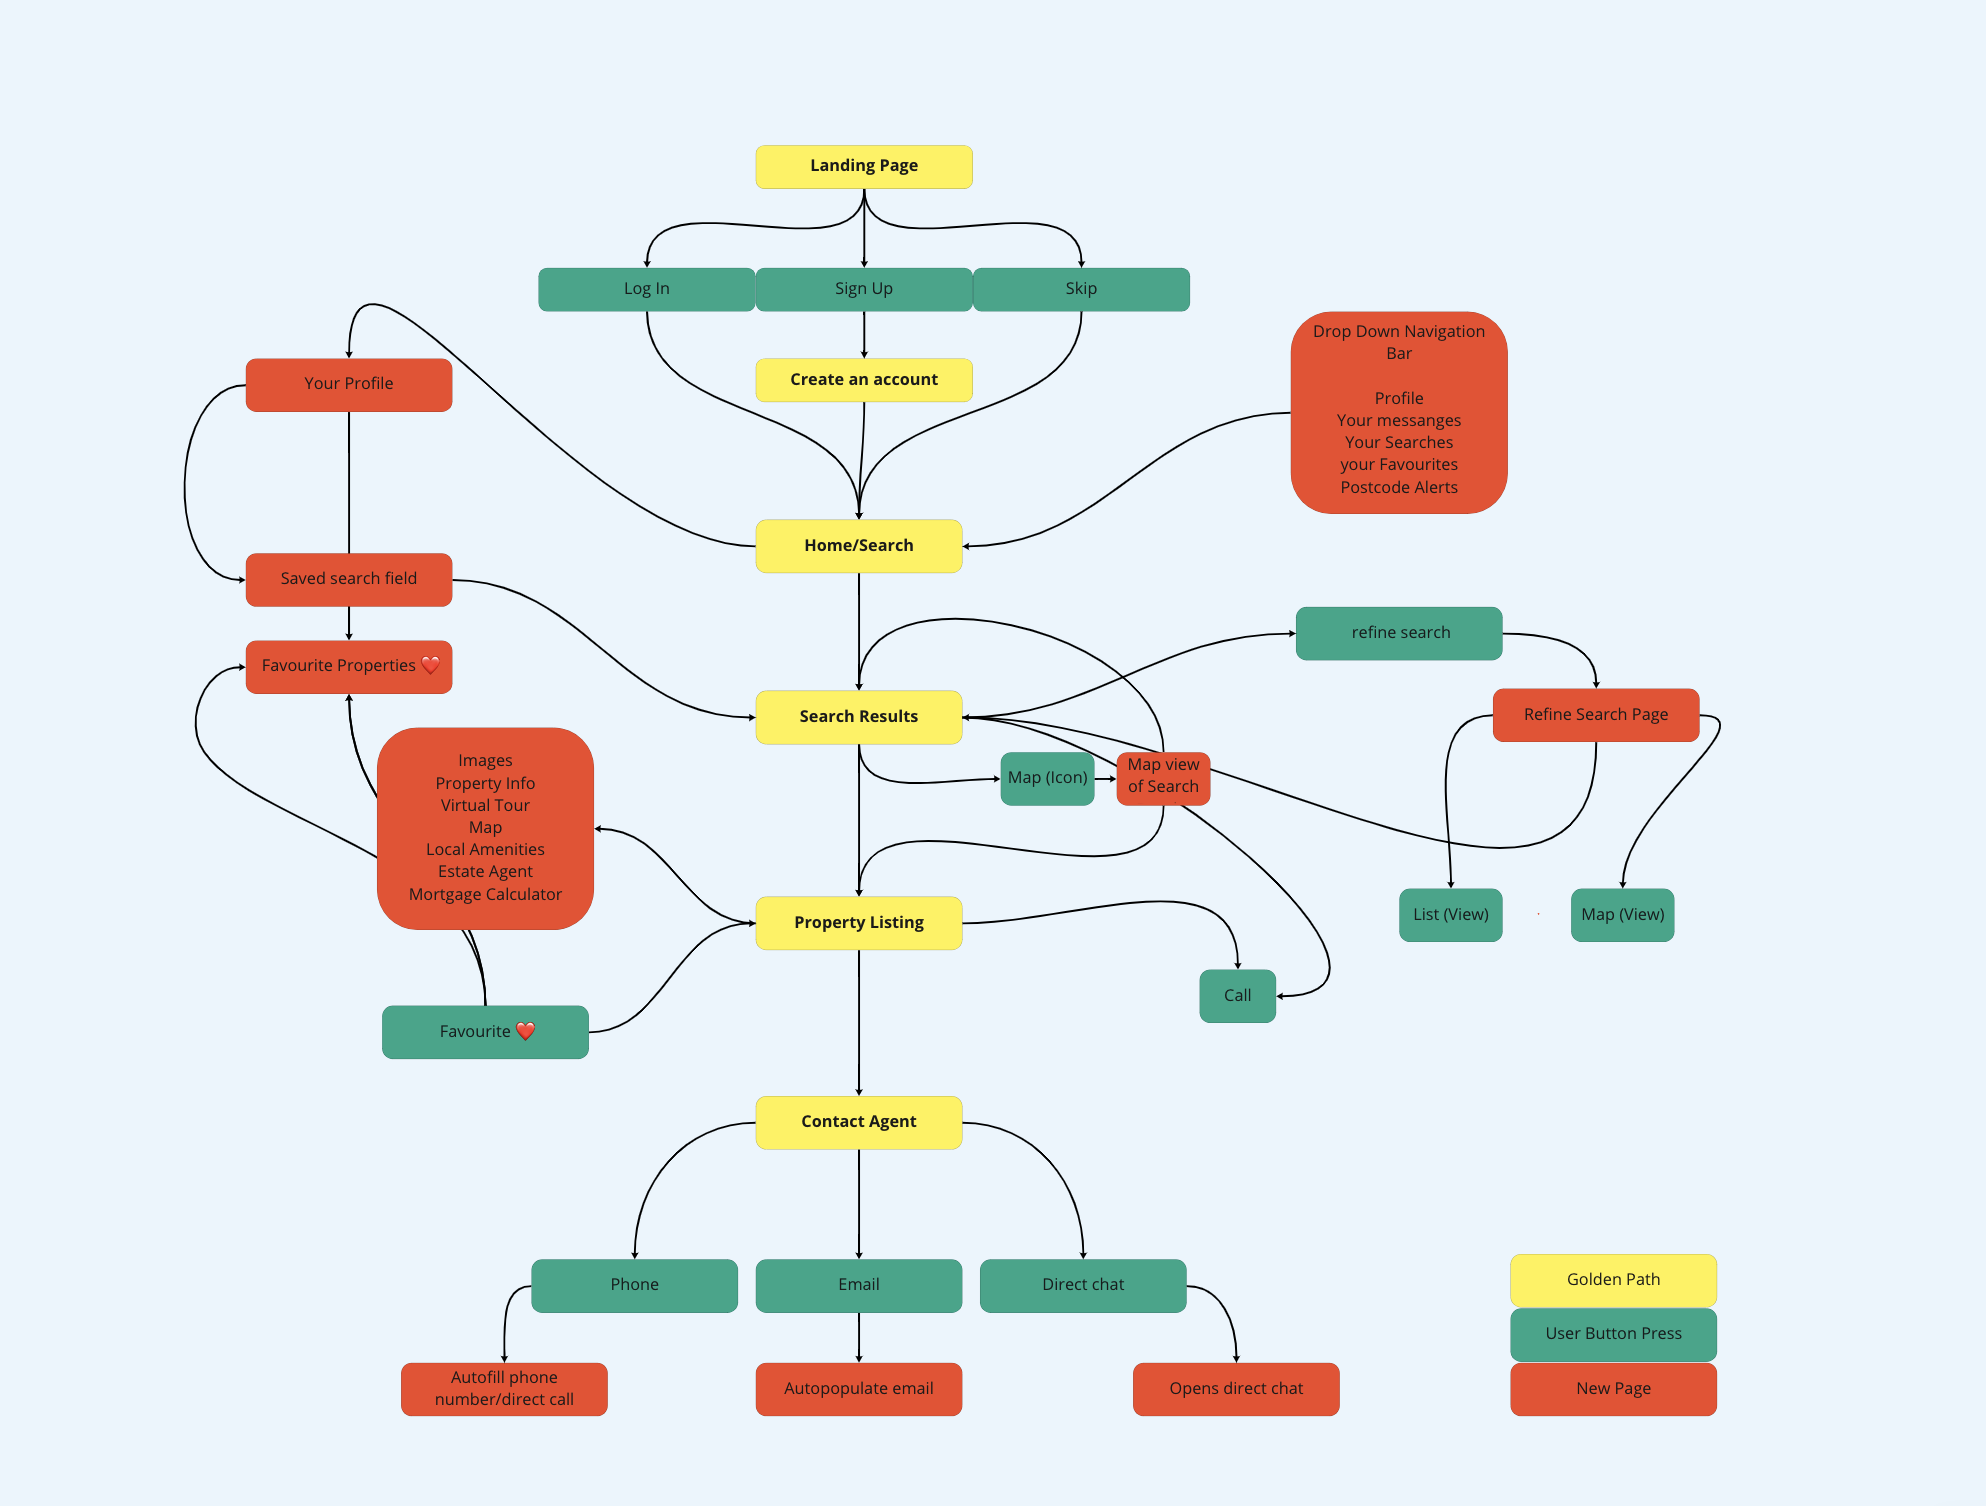 Landing Page
Log In
Sign Up
Skip
Drop Down Navigation
Bar
Profile
Your messanges
Your Searches
your Favourites
Postcode Alerts
Your Profile
Create an account
Home/Search
Saved search field
refine search
Favourite Properties ❤️
Search Results
Refine Search Page
Images
Property Info
Virtual Tour
Map
Local Amenities
Estate Agent
Mortgage Calculator
Map (Icon)
Map view
of Search
Property Listing
List (View)
Map (View)
Call
Favourite ❤️
Contact Agent
Phone
Email
Direct chat
Autofill phone
number/direct call
Autopopulate email
Opens direct chat
Golden Path
User Button Press
New Page